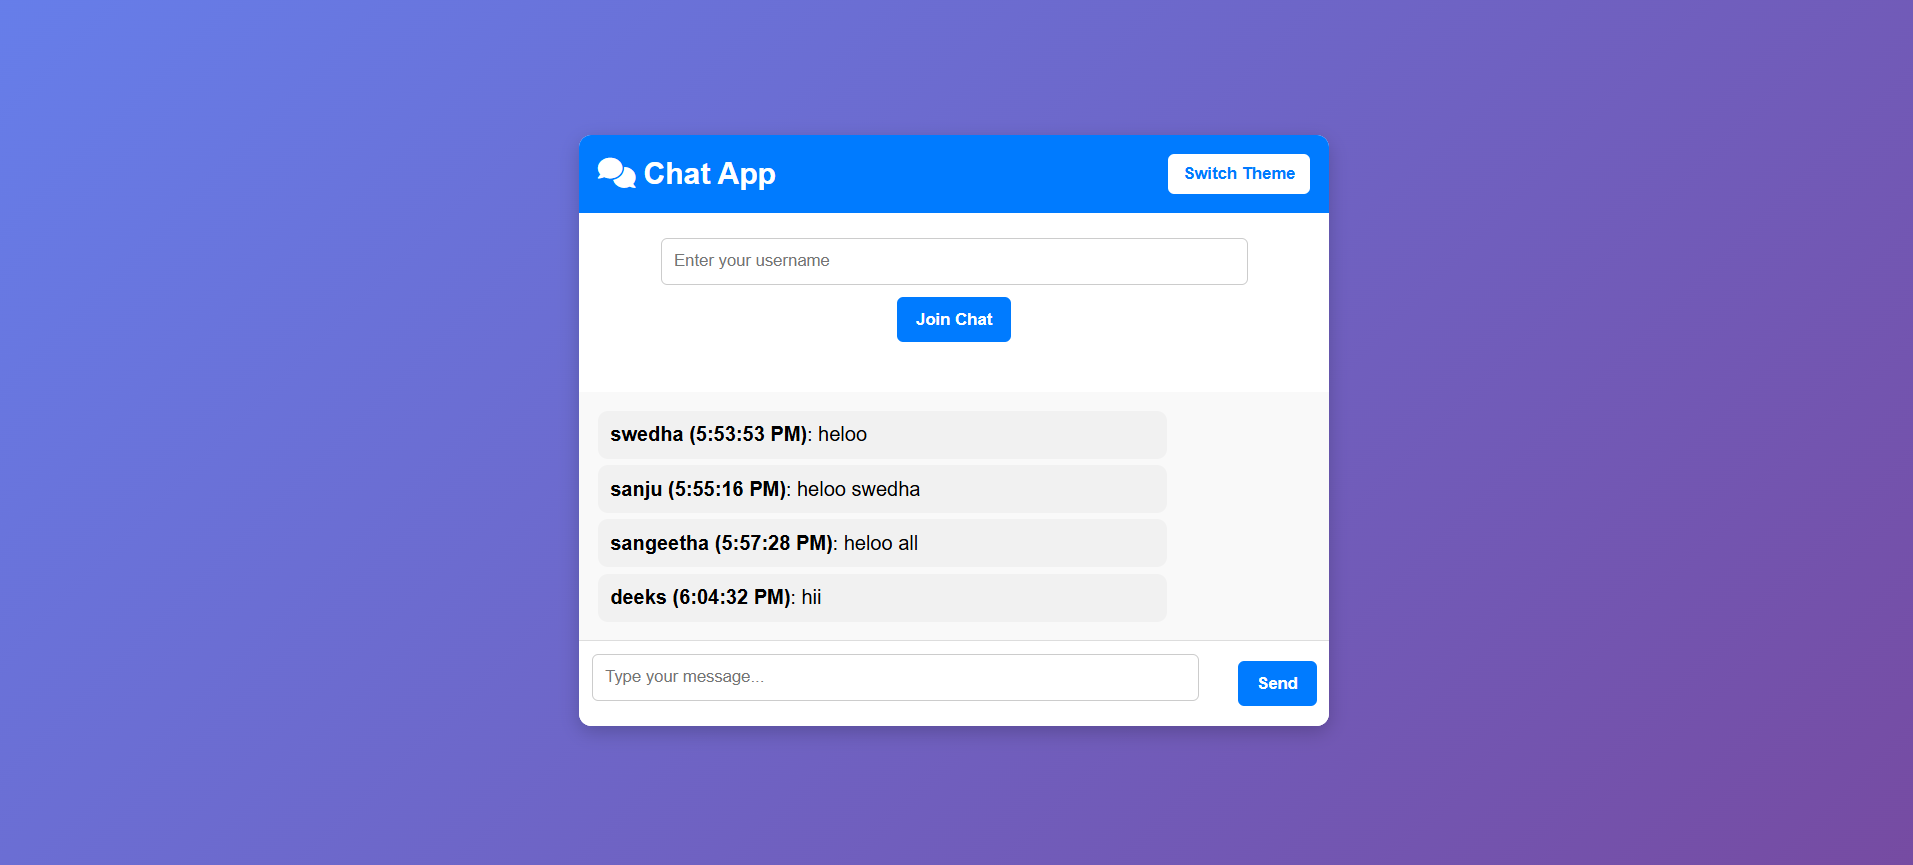 Chat App
Switch Theme
Enter your username
Join Chat
swedha (5:53:53 PM): heloo
sanju (5:55:16 PM): heloo swedha
sangeetha (5:57:28 PM): heloo all
deeks (6:04:32 PM): hii
Type your message...
Send